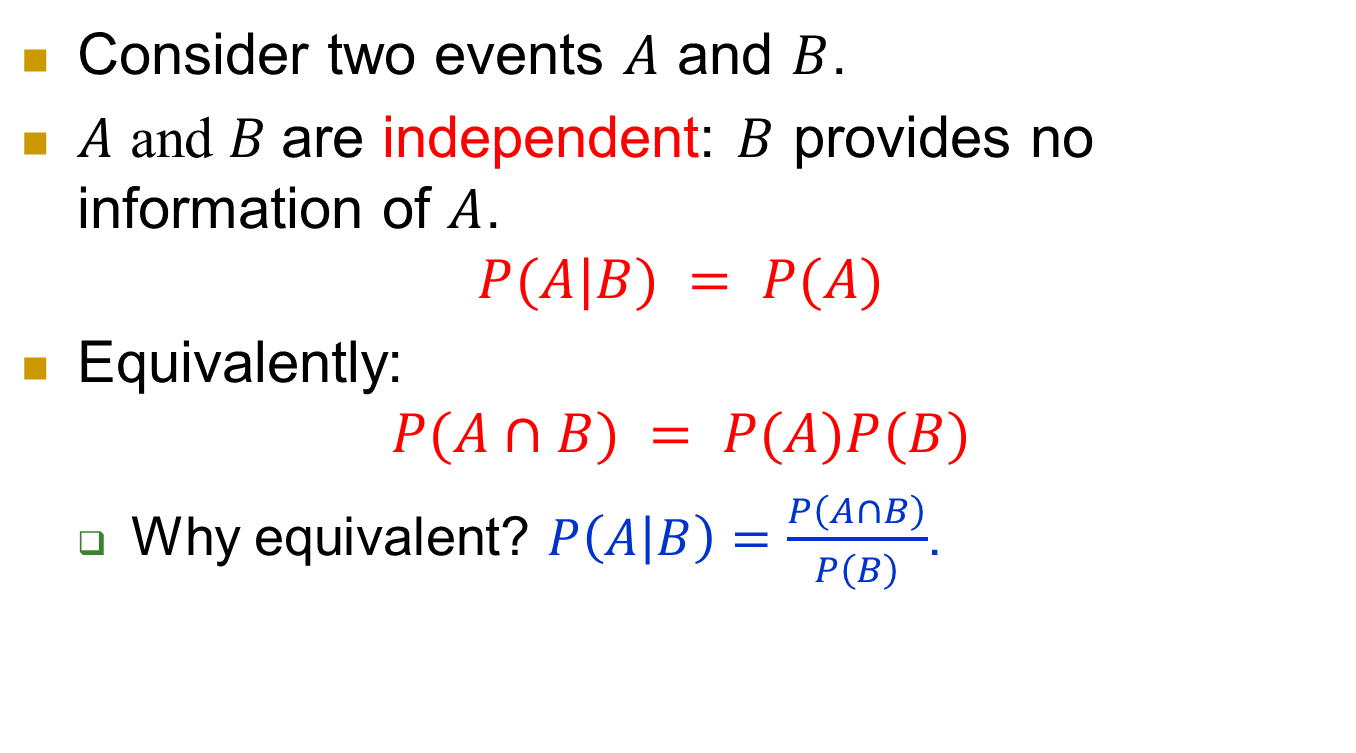 Consider two events A and B.
A and B are independent: B provides no
information of A.
P(A|B) = P(A)
Equivalently:
P(A ∩ B) = P(A)P(B)
Why equivalent? P(A|B) = P(A∩B)/P(B).